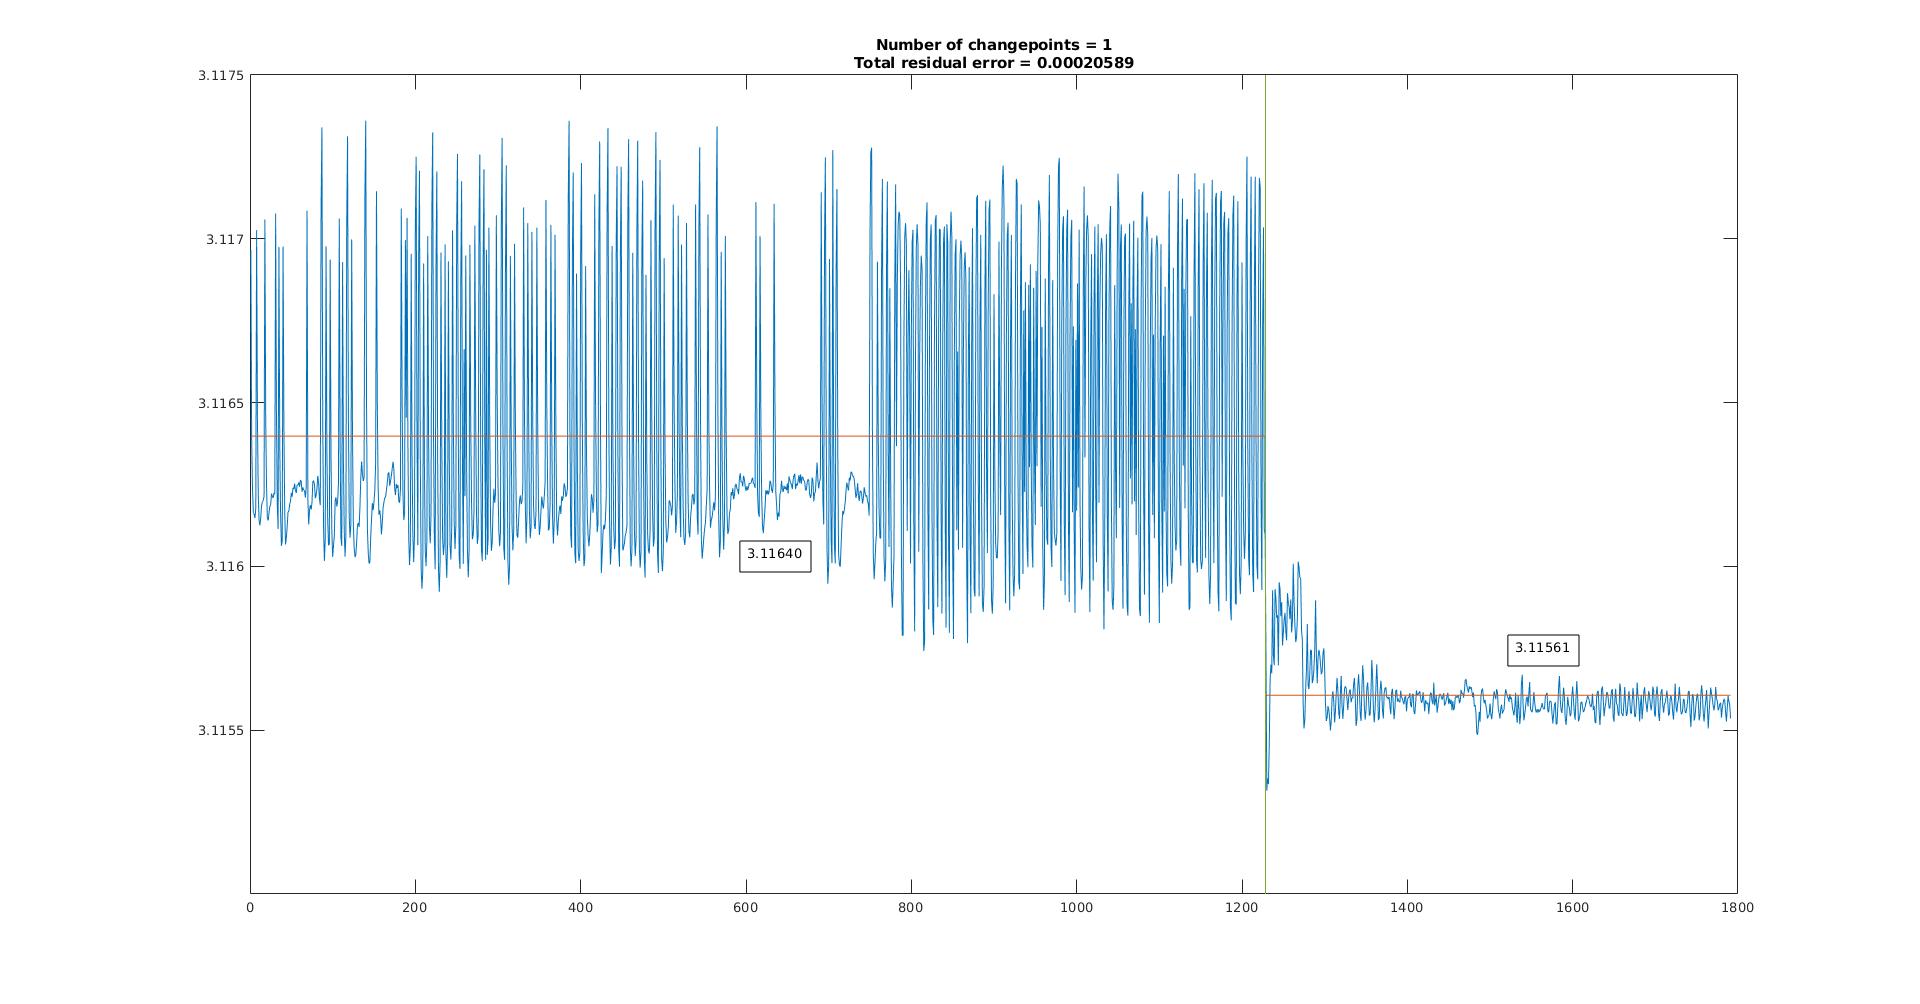 Number of changepoints = 1
Total residual error = 0.00020589
3.1175
3.117
3.1165
3.116
3.1155
3.11640
3.11561
0 200 400 600 800 1000 1200 1400 1600 1800